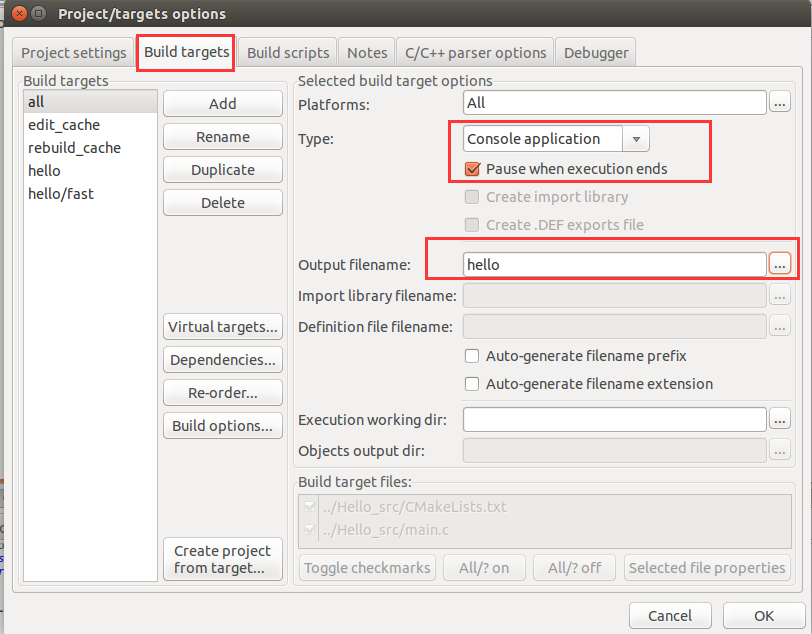 Project/targets options
Project settings
Build targets
Build scripts
Notes
C/C++ parser options
Debugger
Build targets
all
edit_cache
rebuild_cache
hello
hello/fast
Add
Rename
Duplicate
Delete
Virtual targets...
Dependencies...
Re-order...
Build options...
Create project
from target...
Selected build target options
Platforms:
All
...
Type:
Console application
Pause when execution ends
Create import library
Create .DEF exports file
Output filename:
hello
...
Import library filename:
...
Definition file filename:
...
Auto-generate filename prefix
Auto-generate filename extension
Execution working dir:
...
Objects output dir:
...
Build target files:
../Hello_src/CMakeLists.txt
../Hello_src/main.c
Toggle checkmarks
All/? on
All/? off
Selected file properties
Cancel
OK